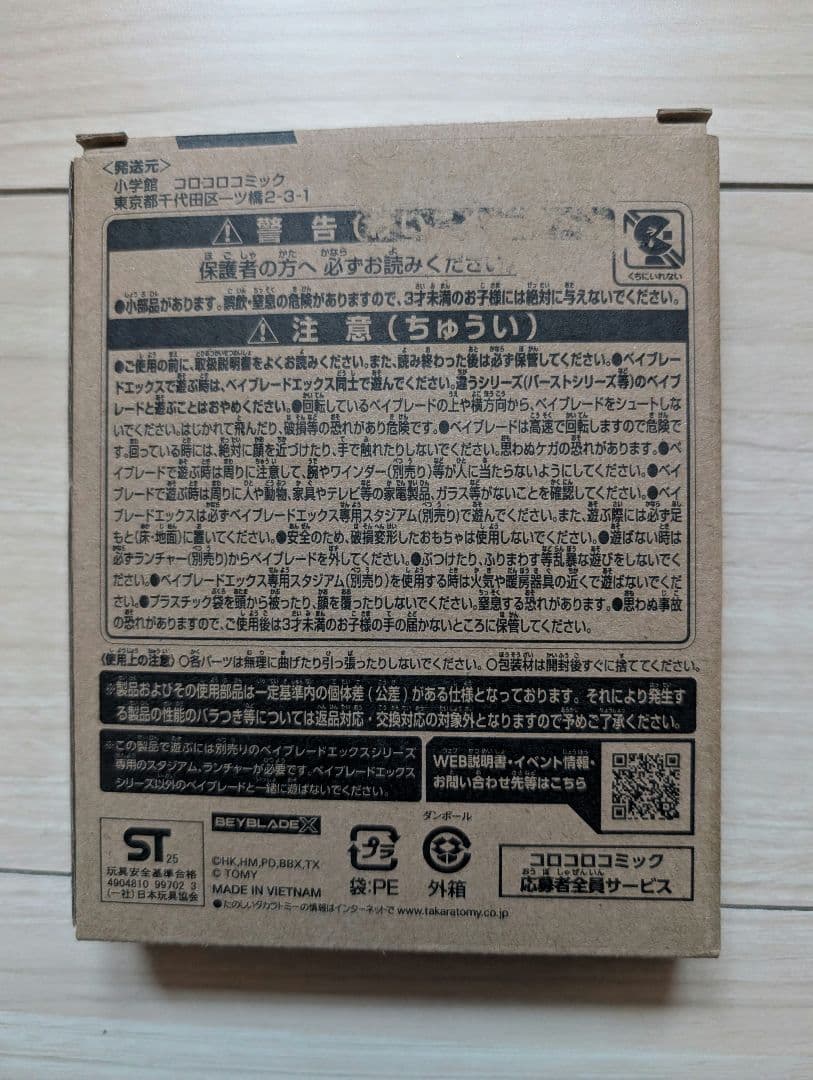 <発送元>
小学館 コロコロコミック
東京都千代田区一ツ橋2-3-1
警告(
保護者の方へ 必ずお読みください。
くちにいれない
●小部品があります。誤飲・窒息の危険がありますので、3才未満のお子様には絶対に与えないでください。
注意(ちゅうい)
●ご使用の前に、取扱説明書をよくお読みください。また、読み終わった後は必ず保管してください。●ベイブレー
ドエックスで遊ぶ時は、ベイブレードエックス同士で遊んでください。違うシリーズ(バーストシリーズ等)のベイブ
レードと遊ぶことはおやめください。●回転しているベイブレードの上や横方向から、ベイブレードをシュートしな
いでください。はじかれて飛んだり、破損等の恐れがあり危険です。●ベイブレードは高速で回転しますので危険で
す。回っている時には、絶対に顔を近づけたり、手で触れたりしないでください。思わぬケガの恐れがあります。●ベ
イブレードで遊ぶ時は周りに注意して、腕やワインダー(別売り)等が人に当たらないようにしてください。●ベイブ
レードで遊ぶ時は周りに人や動物、家具やテレビ等の家電製品、ガラス等がないことを確認してください。●ベイブ
レードエックスは必ずベイブレードエックス専用スタジアム(別売り)で遊んでください。また、遊ぶ際には必ず足
もと(床・地面)に置いてください。●安全のため、破損変形したおもちゃは使用しないでください。●遊ばない時は
必ずランチャー(別売り)からベイブレードを外してください。●ぶつけたり、ふりまわす等乱暴な遊びをしないでく
ださい。●ベイブレードエックス専用スタジアム(別売り)を使用する時は火気や暖房器具の近くで遊ばないでくだ
さい。●プラスチック袋を頭から被ったり、顔を覆ったりしないでください。窒息する恐れがあります。●思わぬ事故
の恐れがありますので、ご使用後は3才未満のお子様の手の届かないところに保管してください。
〈使用上の注意〉○各パーツは無理に曲げたり引っ張ったりしないでください。○包装材は開封後すぐに捨ててください。
※製品およびその使用部品は一定基準内の個体差(公差)がある仕様となっております。それにより発生す
る製品の性能のバラつき等については返品対応・交換対応の対象外となりますので予めご了承ください。
※この製品で遊ぶには別売りのベイブレードエックスシリーズ
専用のスタジアム、ランチャーが必要です。ベイブレードエックス
シリーズ以外のベイブレードと一緒に遊ばないでください。
WEB説明書・イベント情報・
お問い合わせ先等はこちら
ST 25
玩具安全基準合格
4904810 99702 3
(一社)日本玩具協会
BEYBLADE X
©HK,HM,PD,BBX,TX
© TOMY
MADE IN VIETNAM
●たのしいタカラトミーの情報はインターネットで www.takaratomy.co.jp
プラ
袋:PE
ダンボール
外箱
コロコロコミック
応募者全員サービス